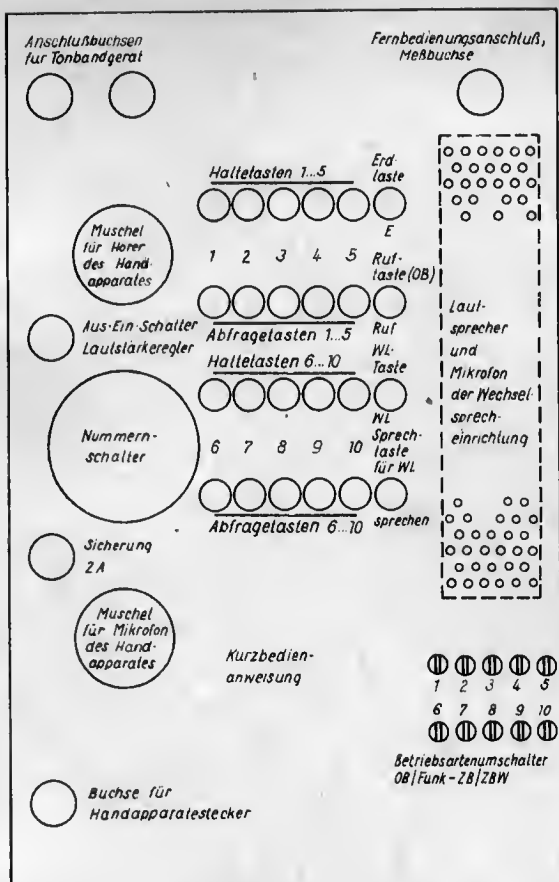 Anschlußbuchsen
fur Tonbandgerat
Fernbedienungsanschluß,
Meßbuchse
Haltetasten 1...5
Erd-
taste
E
Muschel
für Hörer
des Hand-
apparates
1 2 3 4 5
Ruf-
taste (OB)
Aus-Ein-Schalter
Lautstärkeregler
Abfragetasten 1...5
Ruf
Haltetasten 6...10
WL-
Taste
Laut-
sprecher
und
Mikrofon
der Wechsel-
sprech-
einrichtung
Nummern-
schalter
WL
6 7 8 9 10
Sprech-
taste
für WL
Abfragetasten 6...10
sprechen
Sicherung
2A
Muschel
für Mikrofon
des Hand-
apparates
Kurzbedien-
anweisung
1 2 3 4 5
6 7 8 9 10
Betriebsartenumschalter
OB/Funk-ZB/ZBW
Buchse für
Handapparatestecker